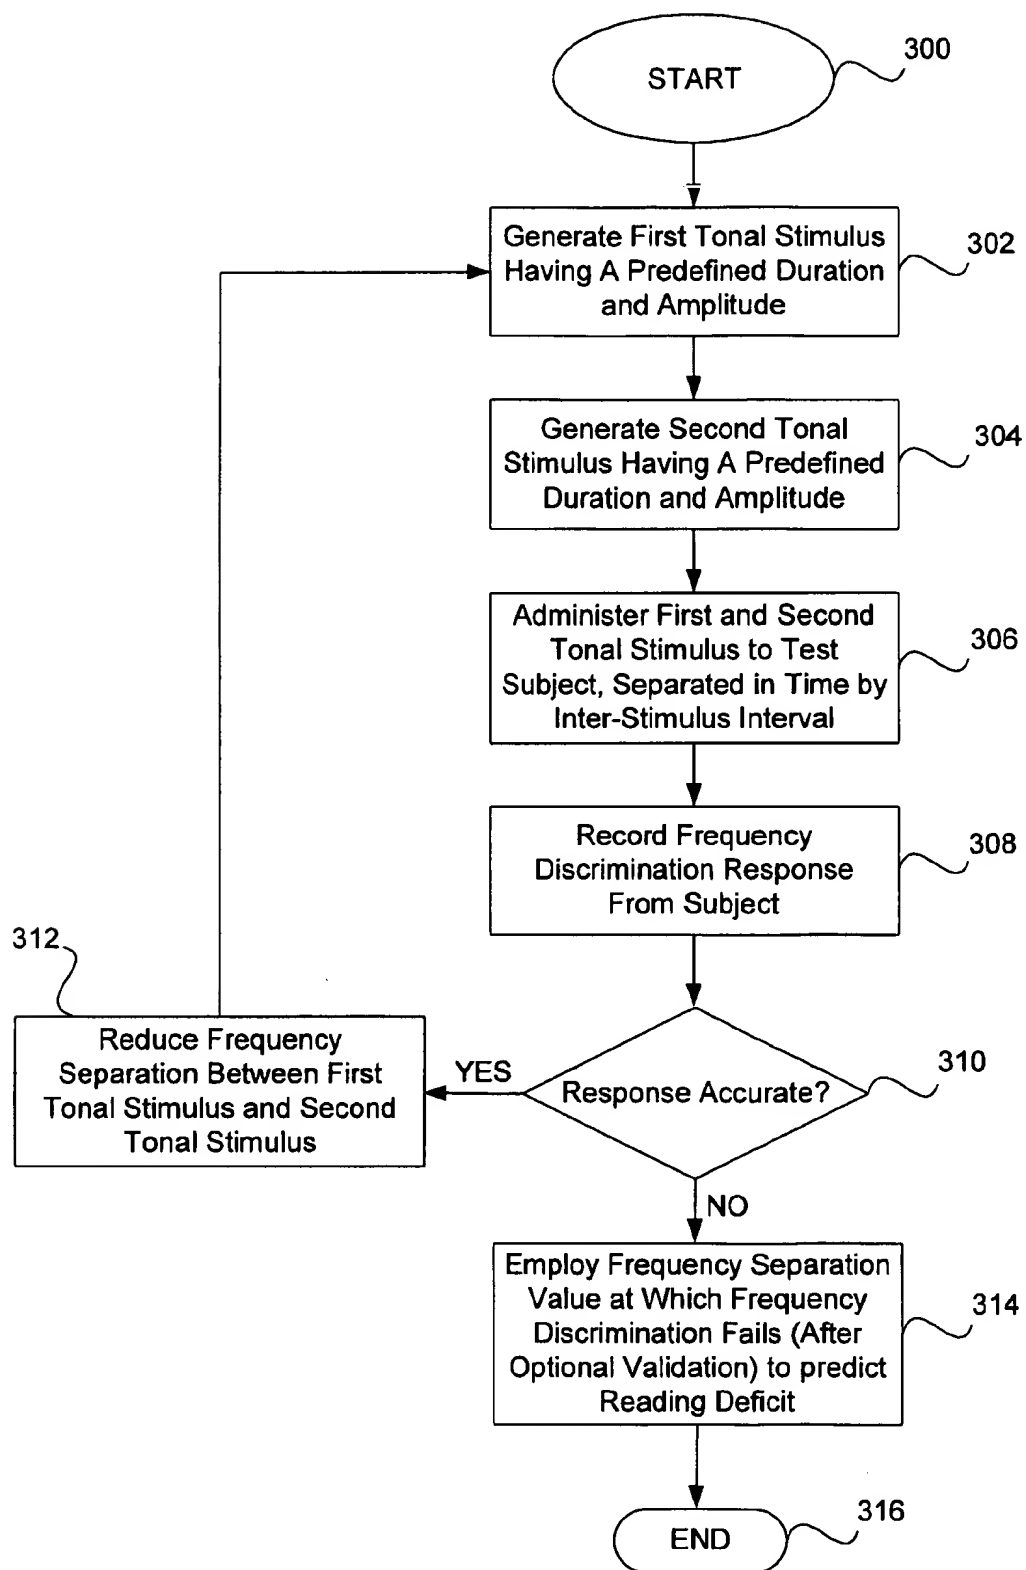 START
300
Generate First Tonal Stimulus
Having A Predefined Duration
and Amplitude
302
Generate Second Tonal
Stimulus Having A Predefined
Duration and Amplitude
304
Administer First and Second
Tonal Stimulus to Test
Subject, Separated in Time by
Inter-Stimulus Interval
306
Record Frequency
Discrimination Response
From Subject
308
312
Reduce Frequency
Separation Between First
Tonal Stimulus and Second
Tonal Stimulus
YES
Response Accurate?
310
NO
Employ Frequency Separation
Value at Which Frequency
Discrimination Fails (After
Optional Validation) to predict
Reading Deficit
314
END
316